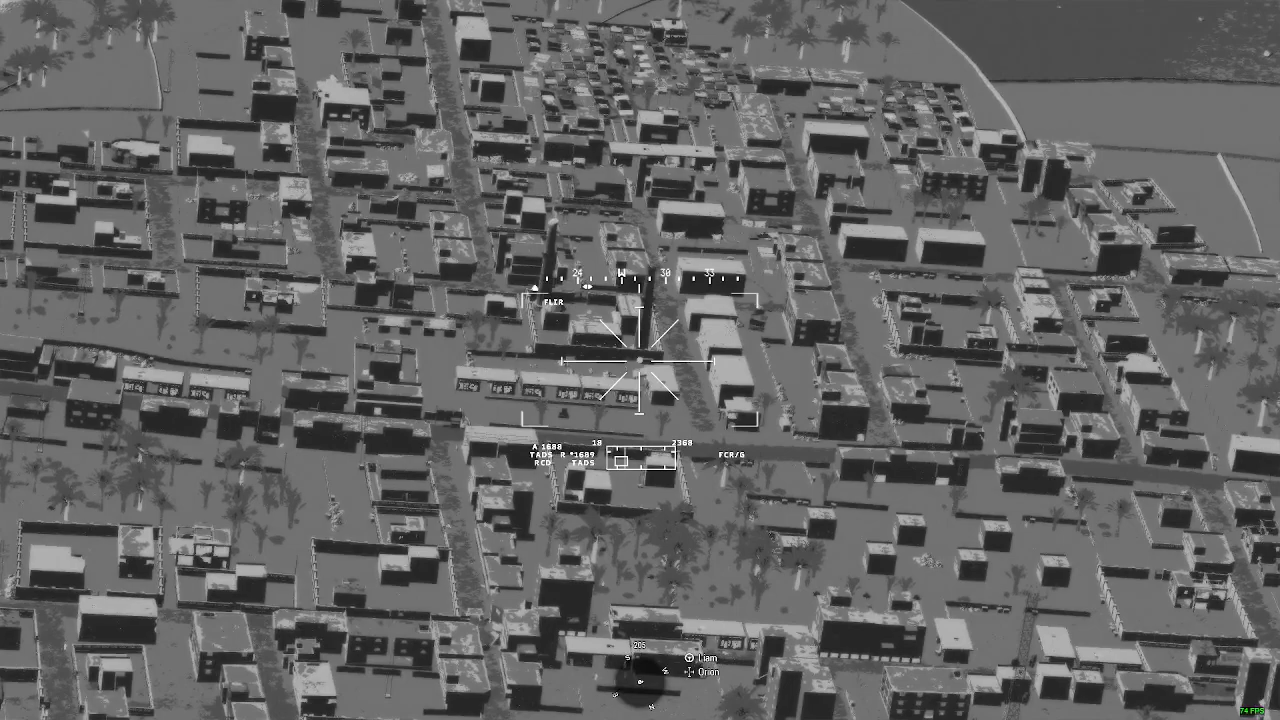 24 W 30 33
FLIR
A 1688 18 2368
TADS R *1689 FCR/G
RCD TADS
205
Liam
Orion
74 FPS